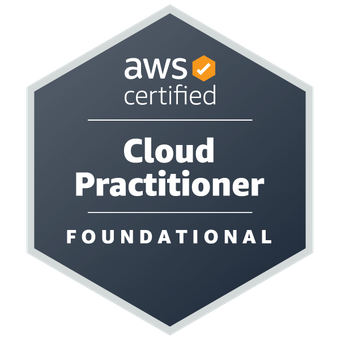 aws
certified
Cloud
Practitioner
FOUNDATIONAL